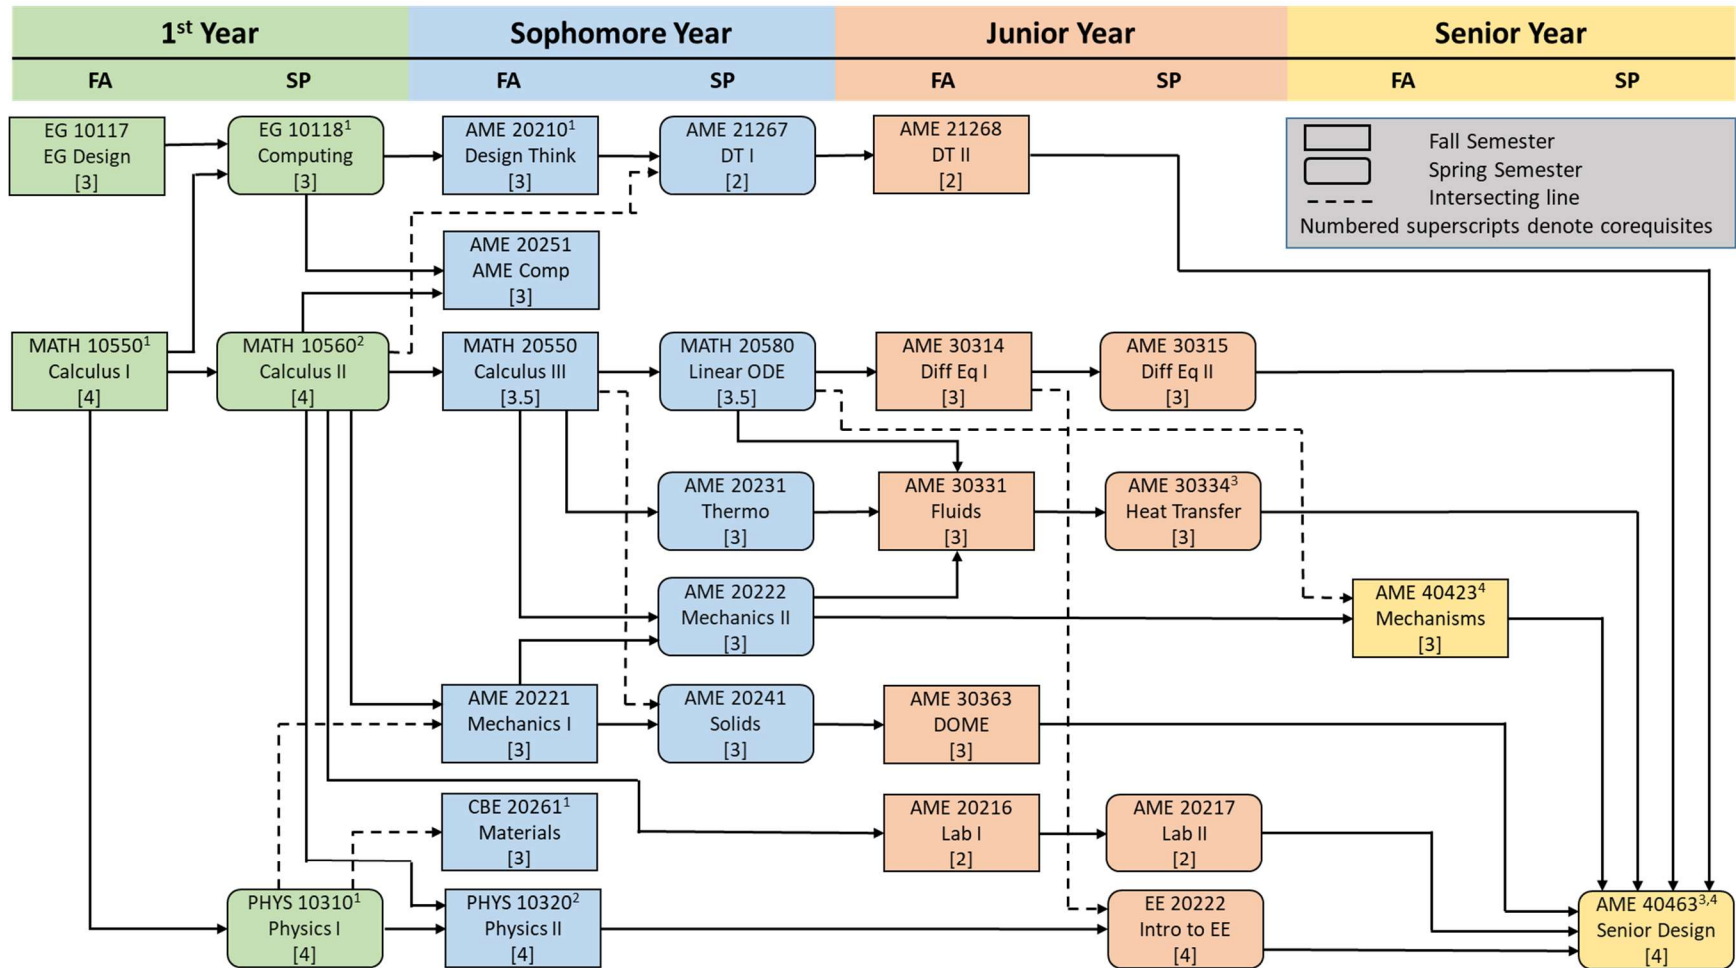 1st Year
Sophomore Year
Junior Year
Senior Year
FA
SP
FA
SP
FA
SP
FA
SP
EG 10117
EG Design
[3]
EG 10118¹
Computing
[3]
AME 20210¹
Design Think
[3]
AME 21267
DT I
[2]
AME 21268
DT II
[2]
Fall Semester
Spring Semester
Intersecting line
Numbered superscripts denote corequisites
AME 20251
AME Comp
[3]
MATH 10550¹
Calculus I
[4]
MATH 10560²
Calculus II
[4]
MATH 20550
Calculus III
[3.5]
MATH 20580
Linear ODE
[3.5]
AME 30314
Diff Eq I
[3]
AME 30315
Diff Eq II
[3]
AME 20231
Thermo
[3]
AME 30331
Fluids
[3]
AME 30334³
Heat Transfer
[3]
AME 20222
Mechanics II
[3]
AME 40423⁴
Mechanisms
[3]
AME 20221
Mechanics I
[3]
AME 20241
Solids
[3]
AME 30363
DOME
[3]
CBE 20261¹
Materials
[3]
AME 20216
Lab I
[2]
AME 20217
Lab II
[2]
PHYS 10310¹
Physics I
[4]
PHYS 10320²
Physics II
[4]
EE 20222
Intro to EE
[4]
AME 40463³,⁴
Senior Design
[4]